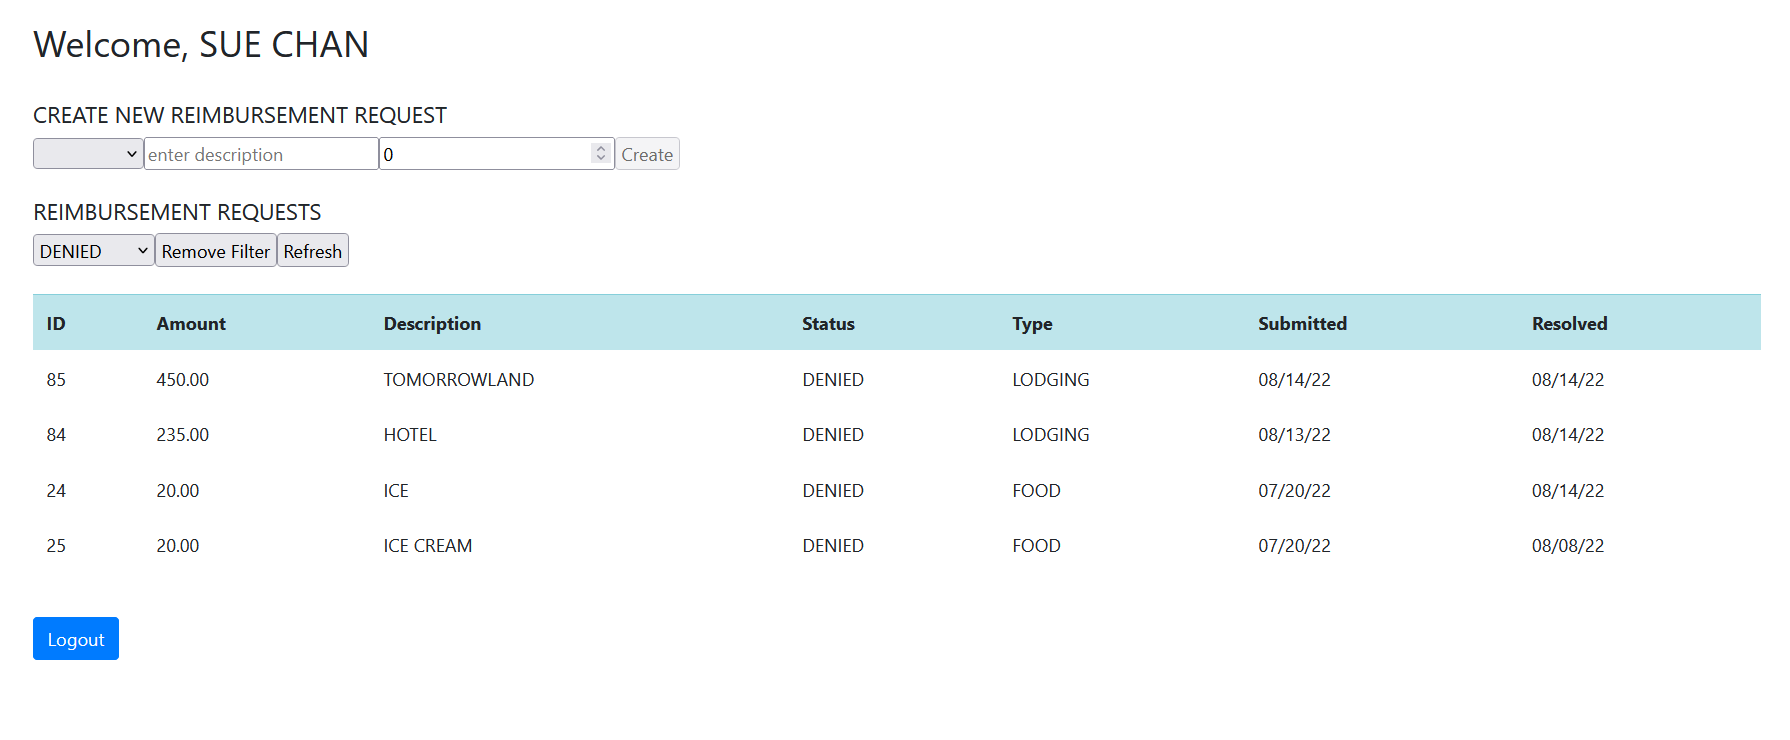 Welcome, SUE CHAN
CREATE NEW REIMBURSEMENT REQUEST
enter description 0 Create
REIMBURSEMENT REQUESTS
DENIED Remove Filter Refresh
ID Amount Description Status Type Submitted Resolved
85 450.00 TOMORROWLAND DENIED LODGING 08/14/22 08/14/22
84 235.00 HOTEL DENIED LODGING 08/13/22 08/14/22
24 20.00 ICE DENIED FOOD 07/20/22 08/14/22
25 20.00 ICE CREAM DENIED FOOD 07/20/22 08/08/22
Logout